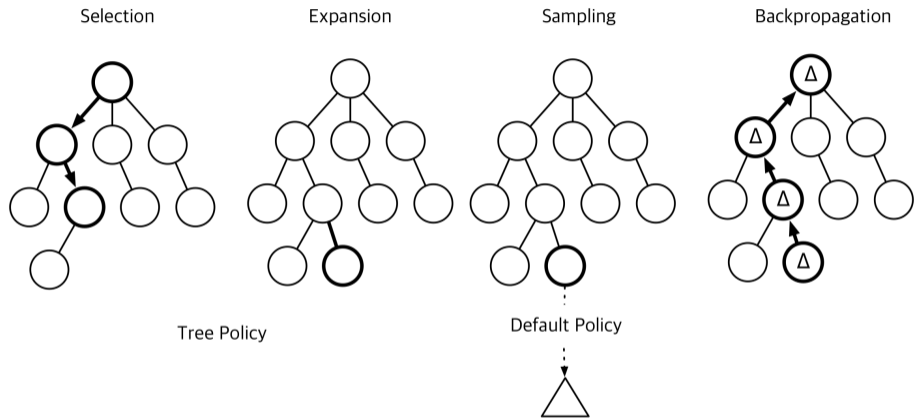 Selection
Expansion
Sampling
Backpropagation
Δ
Δ
Δ
Δ
Tree Policy
Default Policy